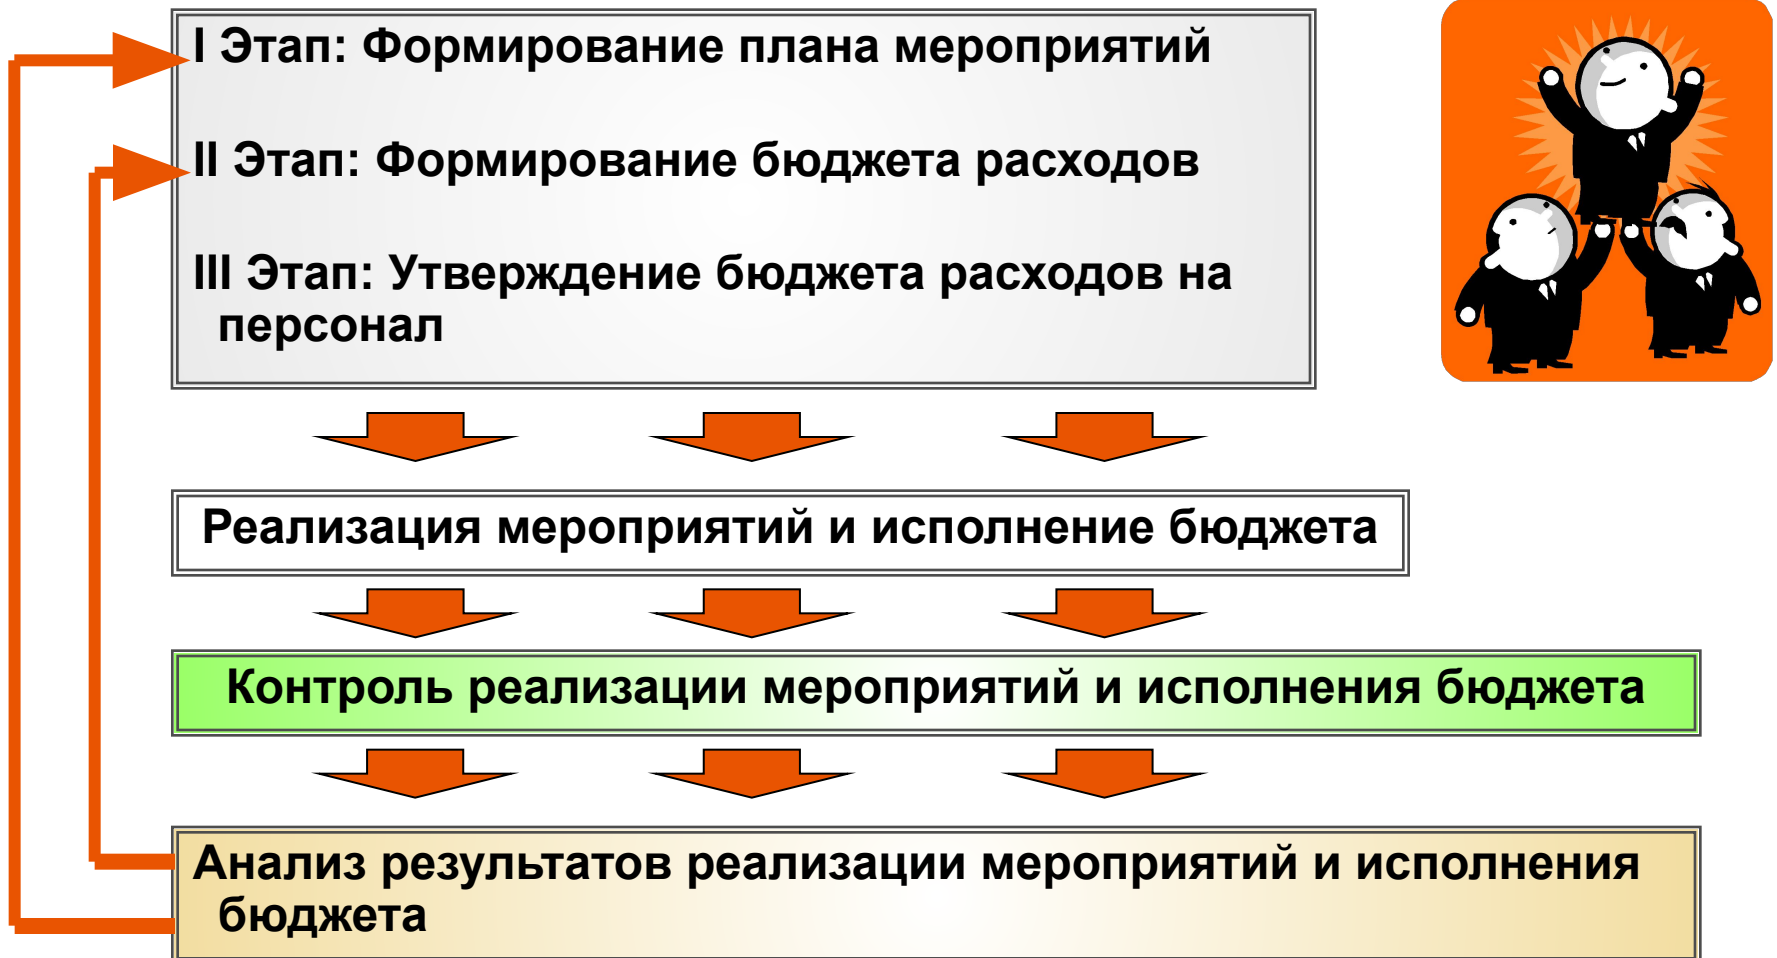 I Этап: Формирование плана мероприятий
II Этап: Формирование бюджета расходов
III Этап: Утверждение бюджета расходов на
персонал
Реализация мероприятий и исполнение бюджета
Контроль реализации мероприятий и исполнения бюджета
Анализ результатов реализации мероприятий и исполнения
бюджета